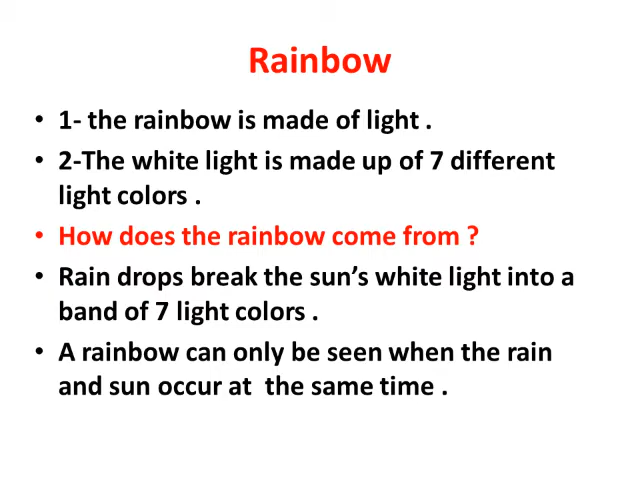 Rainbow
• 1- the rainbow is made of light .
• 2-The white light is made up of 7 different
light colors .
• How does the rainbow come from ?
• Rain drops break the sun’s white light into a
band of 7 light colors .
• A rainbow can only be seen when the rain
and sun occur at  the same time .